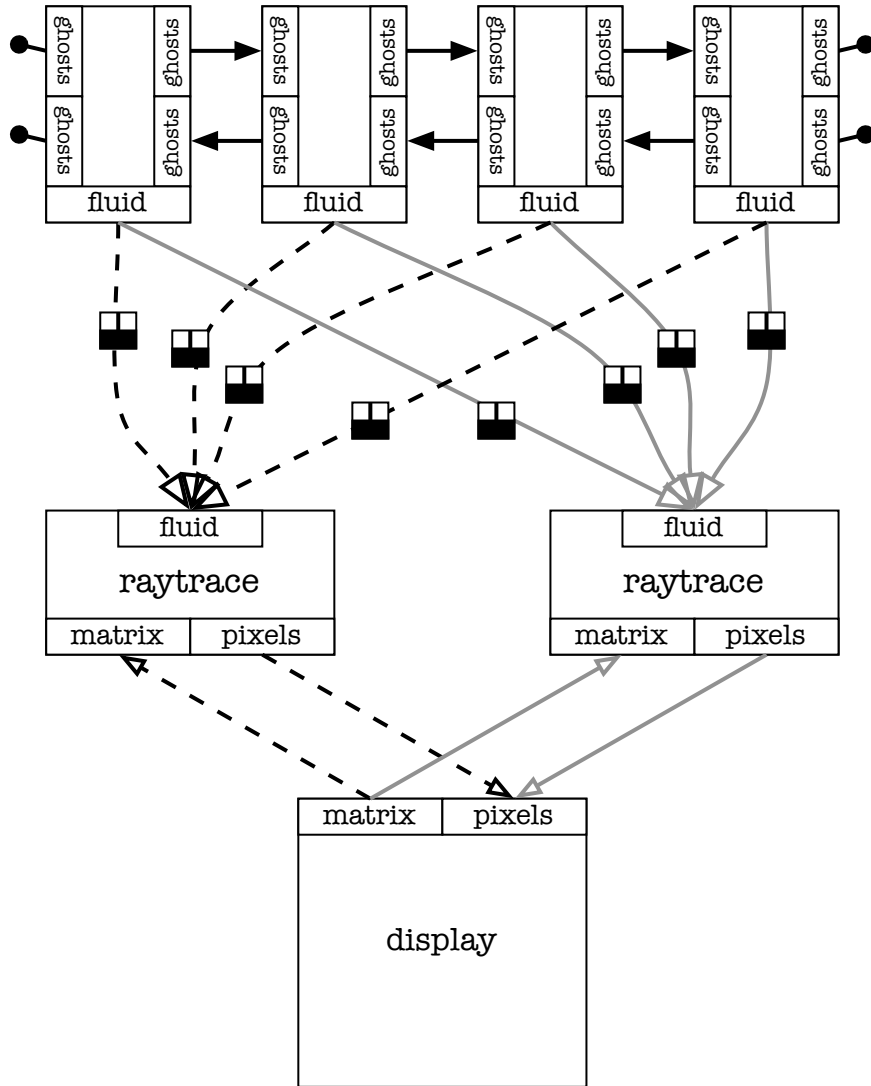 ghosts ghosts ghosts ghosts ghosts ghosts ghosts ghosts
ghosts ghosts ghosts ghosts ghosts ghosts ghosts ghosts
fluid fluid fluid fluid
fluid fluid
raytrace raytrace
matrix pixels matrix pixels
matrix pixels
display